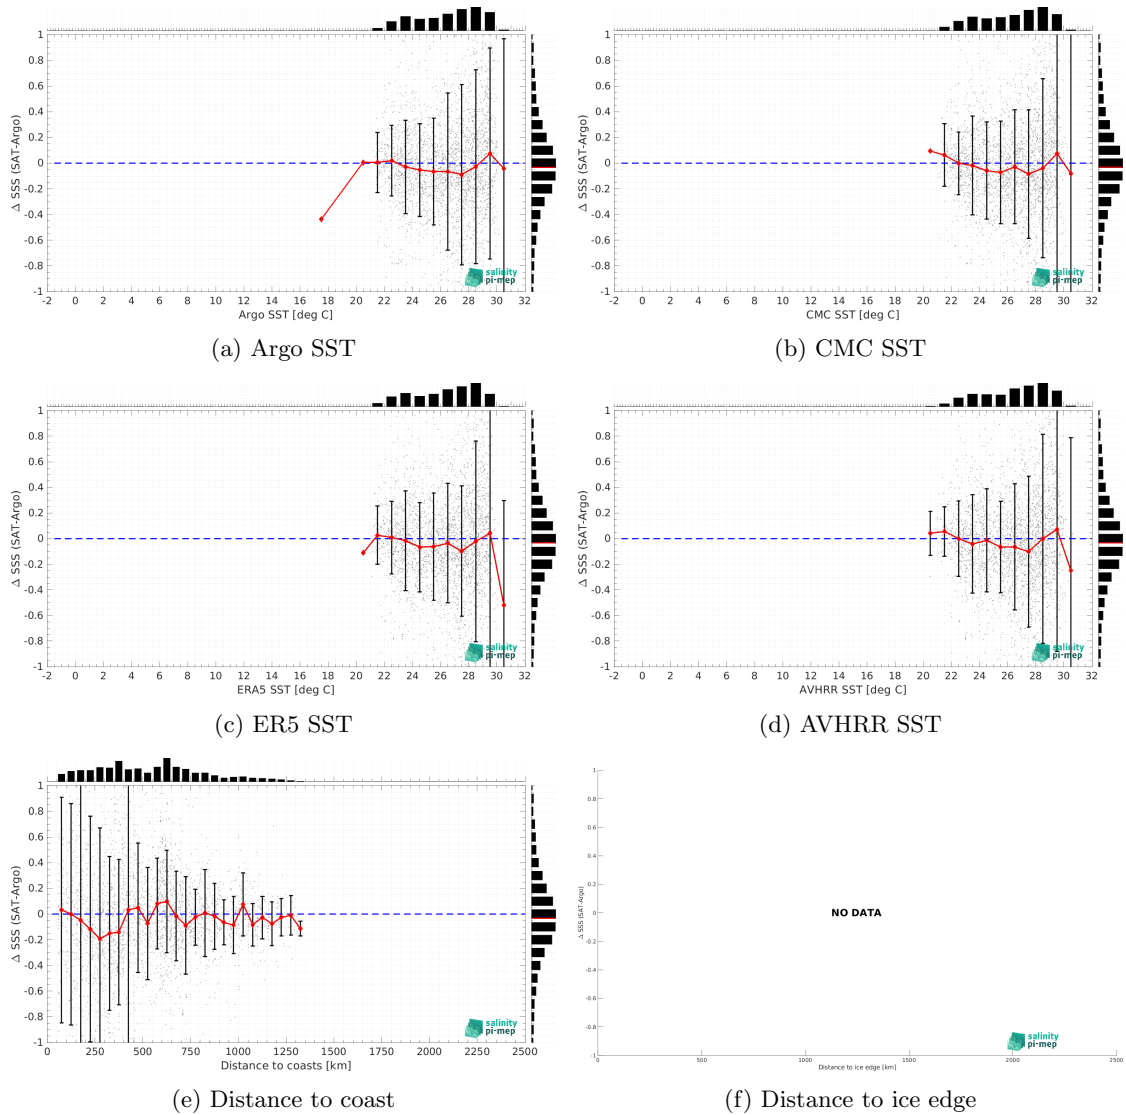 1
0.8
0.6
0.4
0.2
0
-0.2
-0.4
-0.6
-0.8
-1
Δ SSS (SAT-Argo)
-2 0 2 4 6 8 10 12 14 16 18 20 22 24 26 28 30 32
Argo SST [deg C]
salinity
pi-mep
(a) Argo SST
1
0.8
0.6
0.4
0.2
0
-0.2
-0.4
-0.6
-0.8
-1
Δ SSS (SAT-Argo)
-2 0 2 4 6 8 10 12 14 16 18 20 22 24 26 28 30 32
CMC SST [deg C]
salinity
pi-mep
(b) CMC SST
1
0.8
0.6
0.4
0.2
0
-0.2
-0.4
-0.6
-0.8
-1
Δ SSS (SAT-Argo)
-2 0 2 4 6 8 10 12 14 16 18 20 22 24 26 28 30 32
ERA5 SST [deg C]
salinity
pi-mep
(c) ER5 SST
1
0.8
0.6
0.4
0.2
0
-0.2
-0.4
-0.6
-0.8
-1
Δ SSS (SAT-Argo)
-2 0 2 4 6 8 10 12 14 16 18 20 22 24 26 28 30 32
AVHRR SST [deg C]
salinity
pi-mep
(d) AVHRR SST
1
0.8
0.6
0.4
0.2
0
-0.2
-0.4
-0.6
-0.8
-1
Δ SSS (SAT-Argo)
0 250 500 750 1000 1250 1500 1750 2000 2250 2500
Distance to coasts [km]
salinity
pi-mep
(e) Distance to coast
1
0.8
0.6
0.4
0.2
0
-0.2
-0.4
-0.6
-0.8
-1
Δ SSS (SAT-Argo)
NO DATA
0 500 1000 1500 2000 2500
Distance to ice edge [km]
salinity
pi-mep
(f) Distance to ice edge